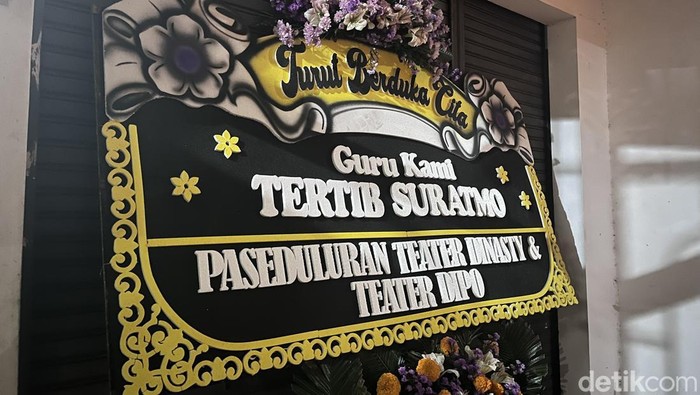 Turut Berduka Cita
Guru Kami
TERTIB SURATMO
PASEDULURAN TEATER DINASTY &
TEATER DIPO
detikcom